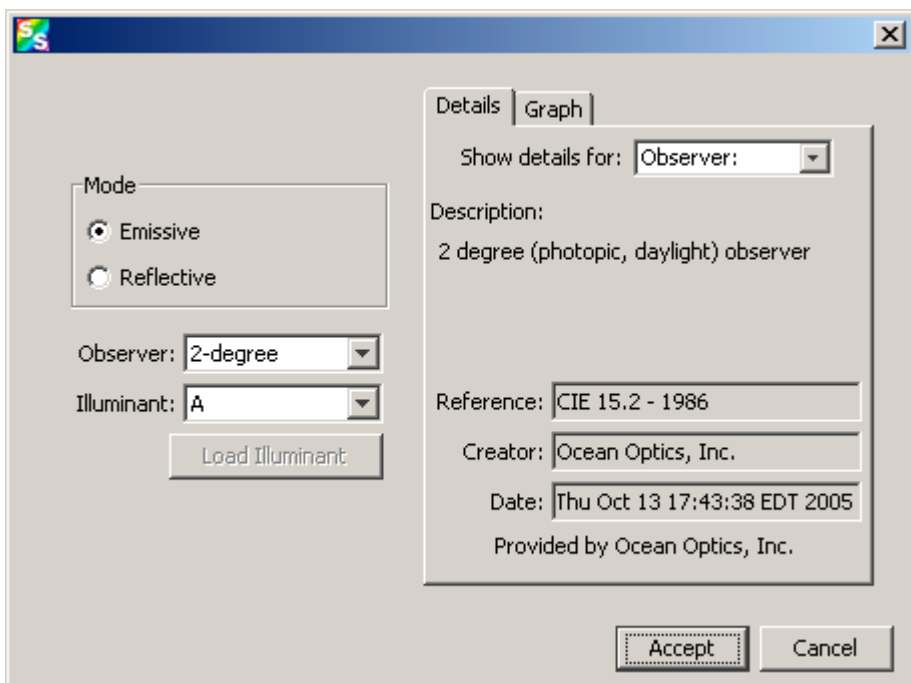 SS
Mode
Emissive
Reflective
Observer: 2-degree
Illuminant: A
Load Illuminant
Details Graph
Show details for: Observer:
Description:
2 degree (photopic, daylight) observer
Reference: CIE 15.2 - 1986
Creator: Ocean Optics, Inc.
Date: Thu Oct 13 17:43:38 EDT 2005
Provided by Ocean Optics, Inc.
Accept Cancel